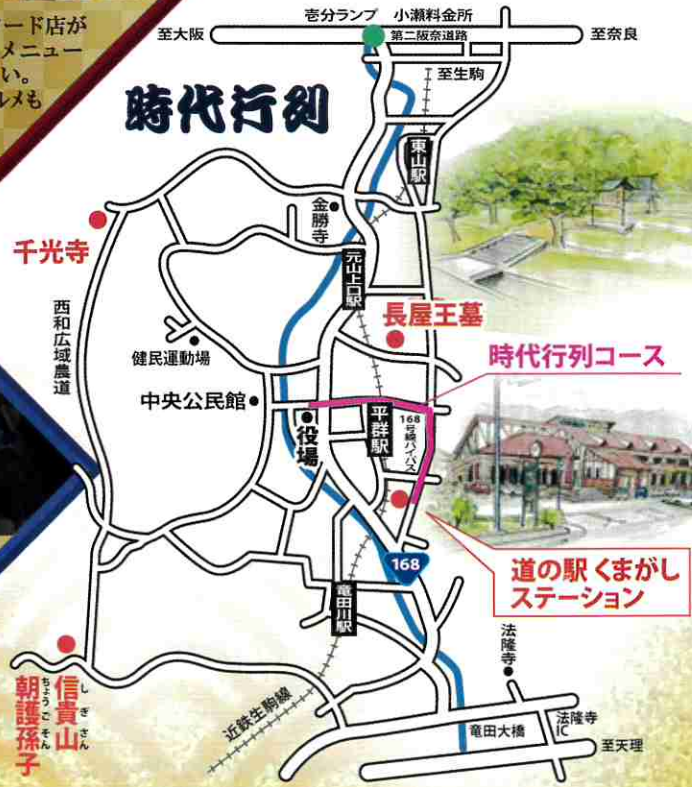 ード店が
メニュー
い。
ルメも
壱分ランプ 小瀬料金所
至大阪
第二阪奈道路
至奈良
至生駒
時代行列
東山駅
金勝寺
千光寺
元山上口駅
長屋王墓
西和広域農道
健民運動場
時代行列コース
中央公民館
役場
平群駅
168
号線バイパス
168
道の駅 くまがし
ステーション
竜田川駅
法隆寺
信貴山
しぎさん
朝護孫子
ちょうごそん
近鉄生駒線
竜田大橋
法隆寺
IC
至天理